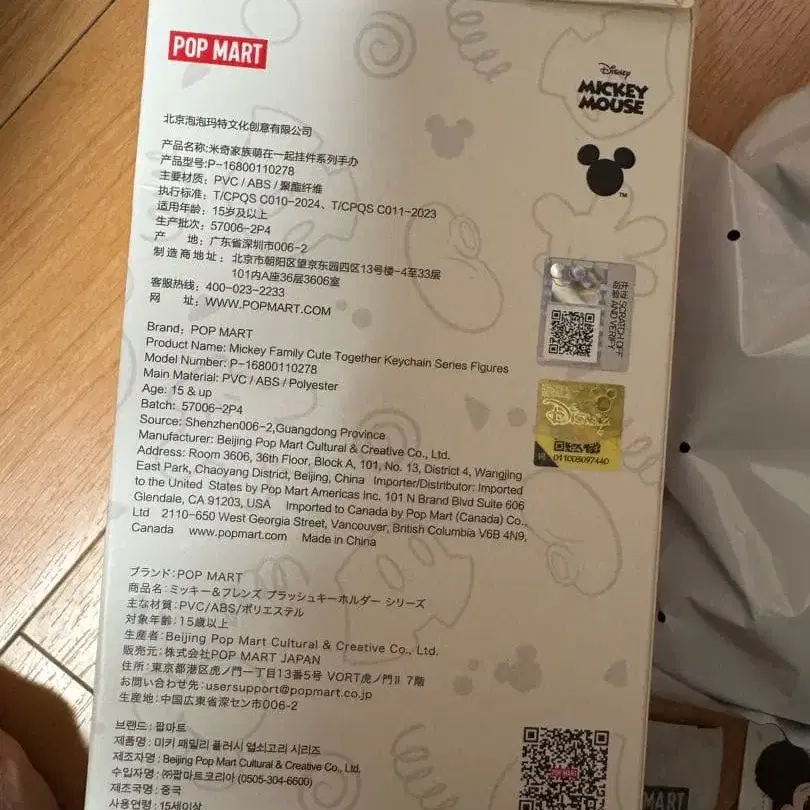 POP MART
Disney
MICKEY
MOUSE
TM
北京泡泡玛特文化创意有限公司
产品名称:米奇家族萌在一起挂件系列手办
产品型号:P-16800110278
主要材质: PVC / ABS / 聚酯纤维
执行标准: T/CPQS C010-2024、T/CPQS C011-2023
适用年龄: 15岁及以上
生产批次: 57006-2P4
产 地: 广东省深圳市006-2
制造商地址: 北京市朝阳区望京东园四区13号楼-4至33层
101内A座36层3606室
客服热线: 400-023-2233
网 址: WWW.POPMART.COM
刮开涂层 SCRATCH OFF
AND VERIFY
Brand: POP MART
Product Name: Mickey Family Cute Together Keychain Series Figures
Model Number: P-16800110278
Main Material: PVC / ABS / Polyester
Age: 15 & up
Batch: 57006-2P4
Source: Shenzhen006-2,Guangdong Province
Manufacturer: Beijing Pop Mart Cultural & Creative Co., Ltd.
Address: Room 3606, 36th Floor, Block A, 101, No. 13, District 4, Wangjing
East Park, Chaoyang District, Beijing, China Importer/Distributor: Imported
to the United States by Pop Mart Americas Inc. 101 N Brand Blvd Suite 606
Glendale, CA 91203, USA Imported to Canada by Pop Mart (Canada) Co.,
Ltd 2110-650 West Georgia Street, Vancouver, British Columbia V6B 4N9,
Canada www.popmart.com Made in China
Disney
011003097440
ブランド:POP MART
商品名:ミッキー&フレンズ プラッシュキーホルダー シリーズ
主な材質:PVC/ABS/ポリエステル
対象年齢:15歳以上
生産者:Beijing Pop Mart Cultural & Creative Co., Ltd.
販売元:株式会社POP MART JAPAN
住所:東京都港区虎ノ門一丁目13番5号 VORT虎ノ門II 7階
お問い合わせ先:usersupport@popmart.co.jp
生産地:中国広東省深セン市006-2
브랜드: 팝마트
제품명: 미키 패밀리 플러시 열쇠고리 시리즈
제조자명: Beijing Pop Mart Cultural & Creative Co., Ltd.
수입자명: ㈜팝마트코리아 (0505-304-6600)
제조국명: 중국
사용연령: 15세이상
POP MART
MART